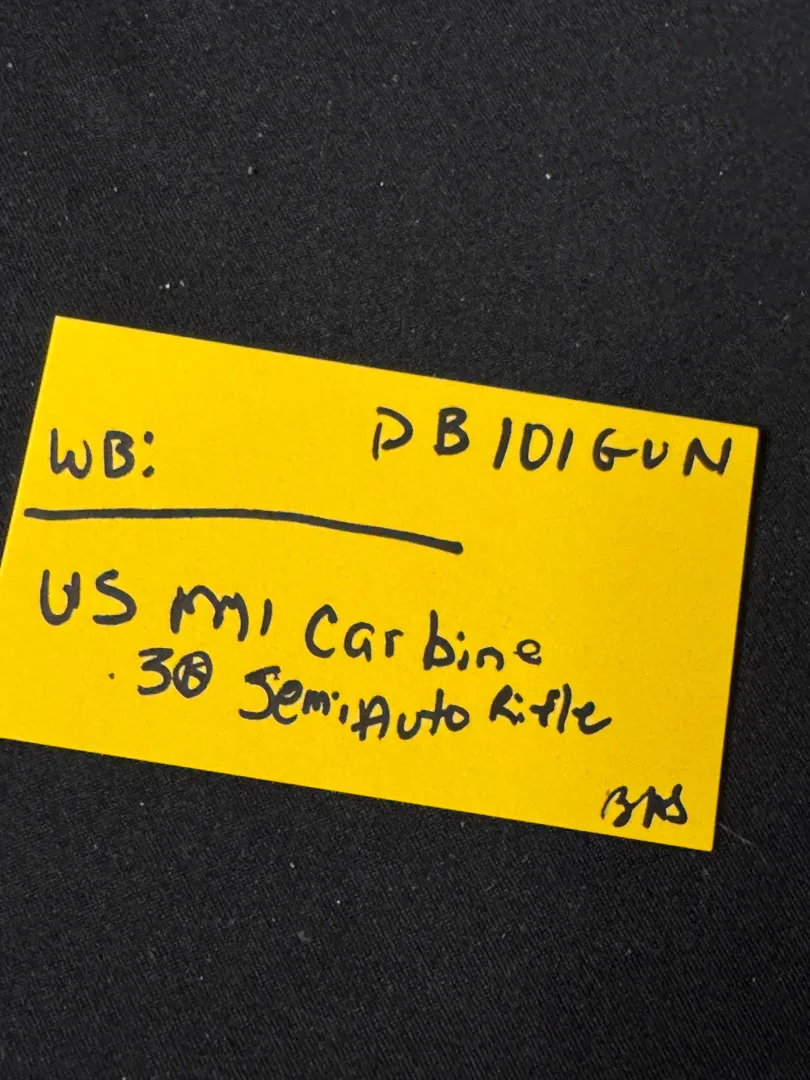 WB: DB101GUN
US M1 Carbine
.30 Semi Auto Rifle